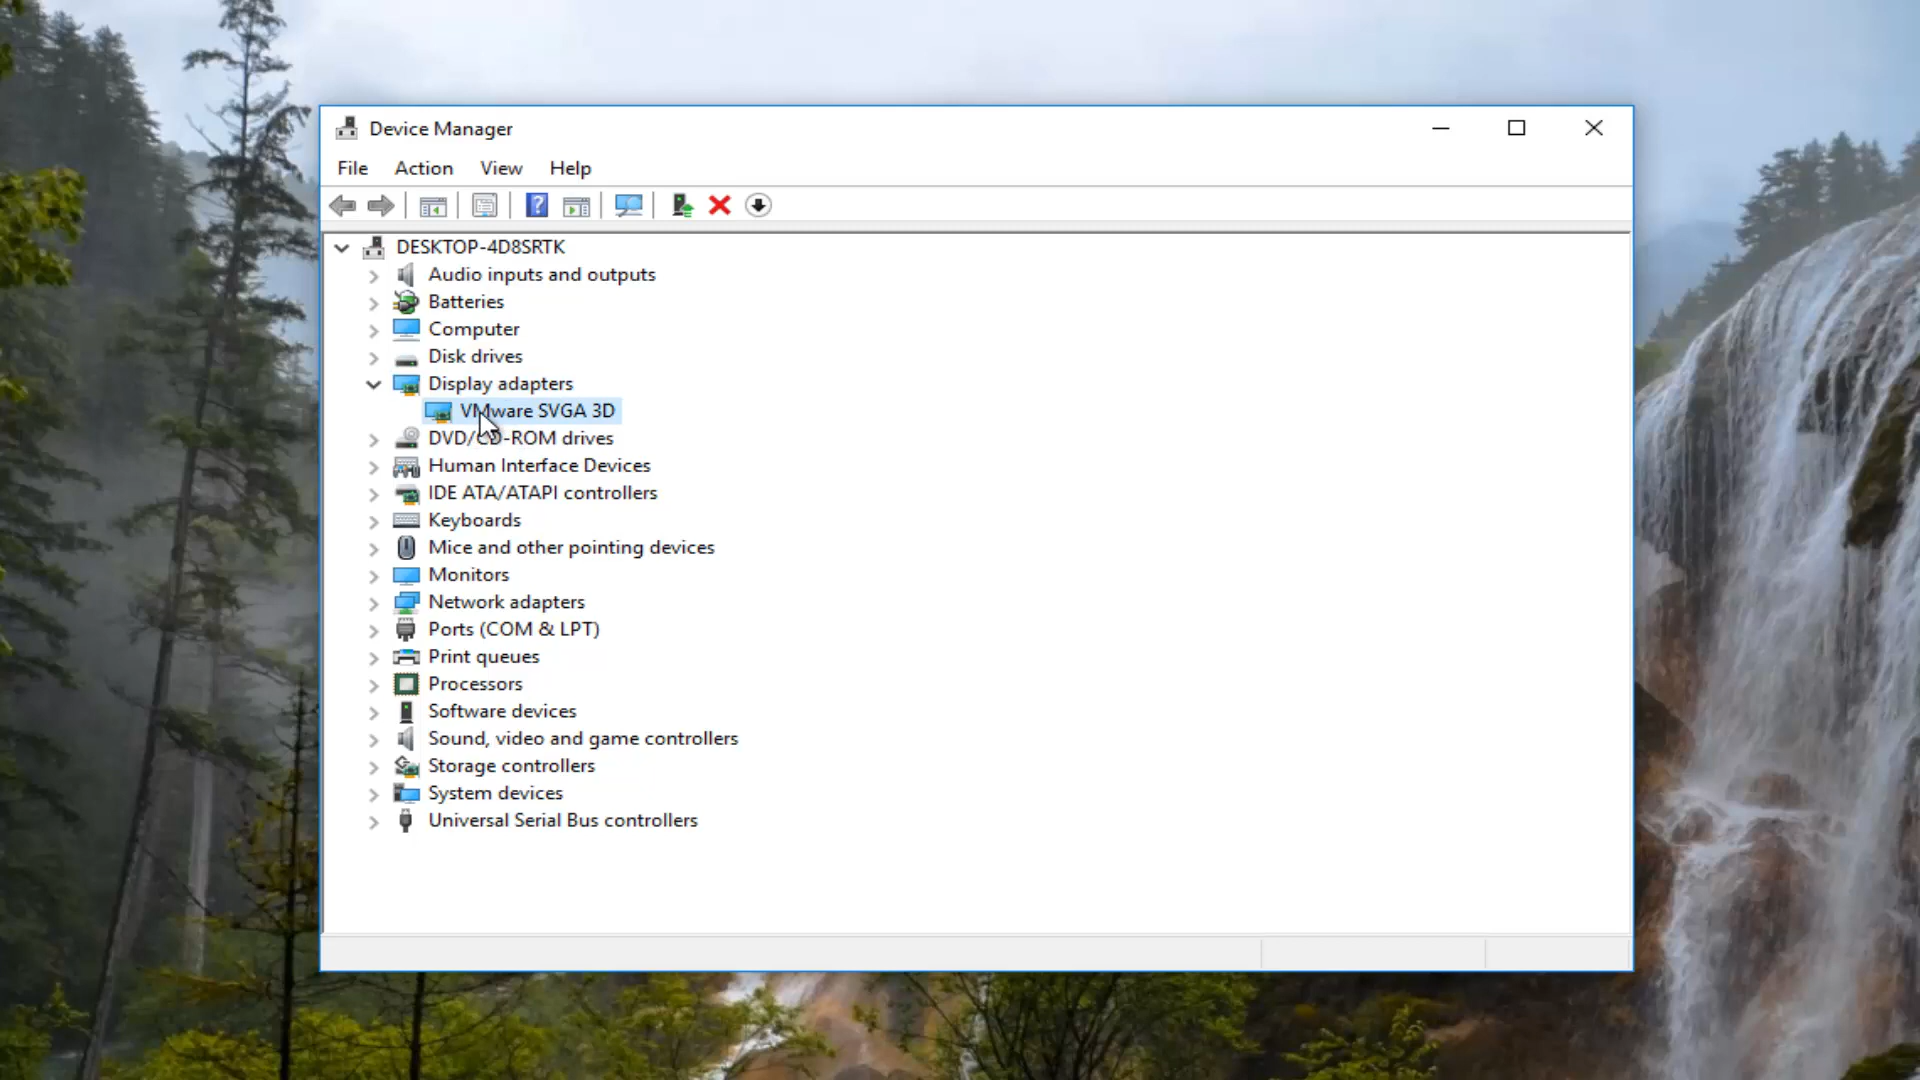 Device Manager
File Action View Help
DESKTOP-4D8SRTK
Audio inputs and outputs
Batteries
Computer
Disk drives
Display adapters
VMware SVGA 3D
DVD/CD-ROM drives
Human Interface Devices
IDE ATA/ATAPI controllers
Keyboards
Mice and other pointing devices
Monitors
Network adapters
Ports (COM & LPT)
Print queues
Processors
Software devices
Sound, video and game controllers
Storage controllers
System devices
Universal Serial Bus controllers